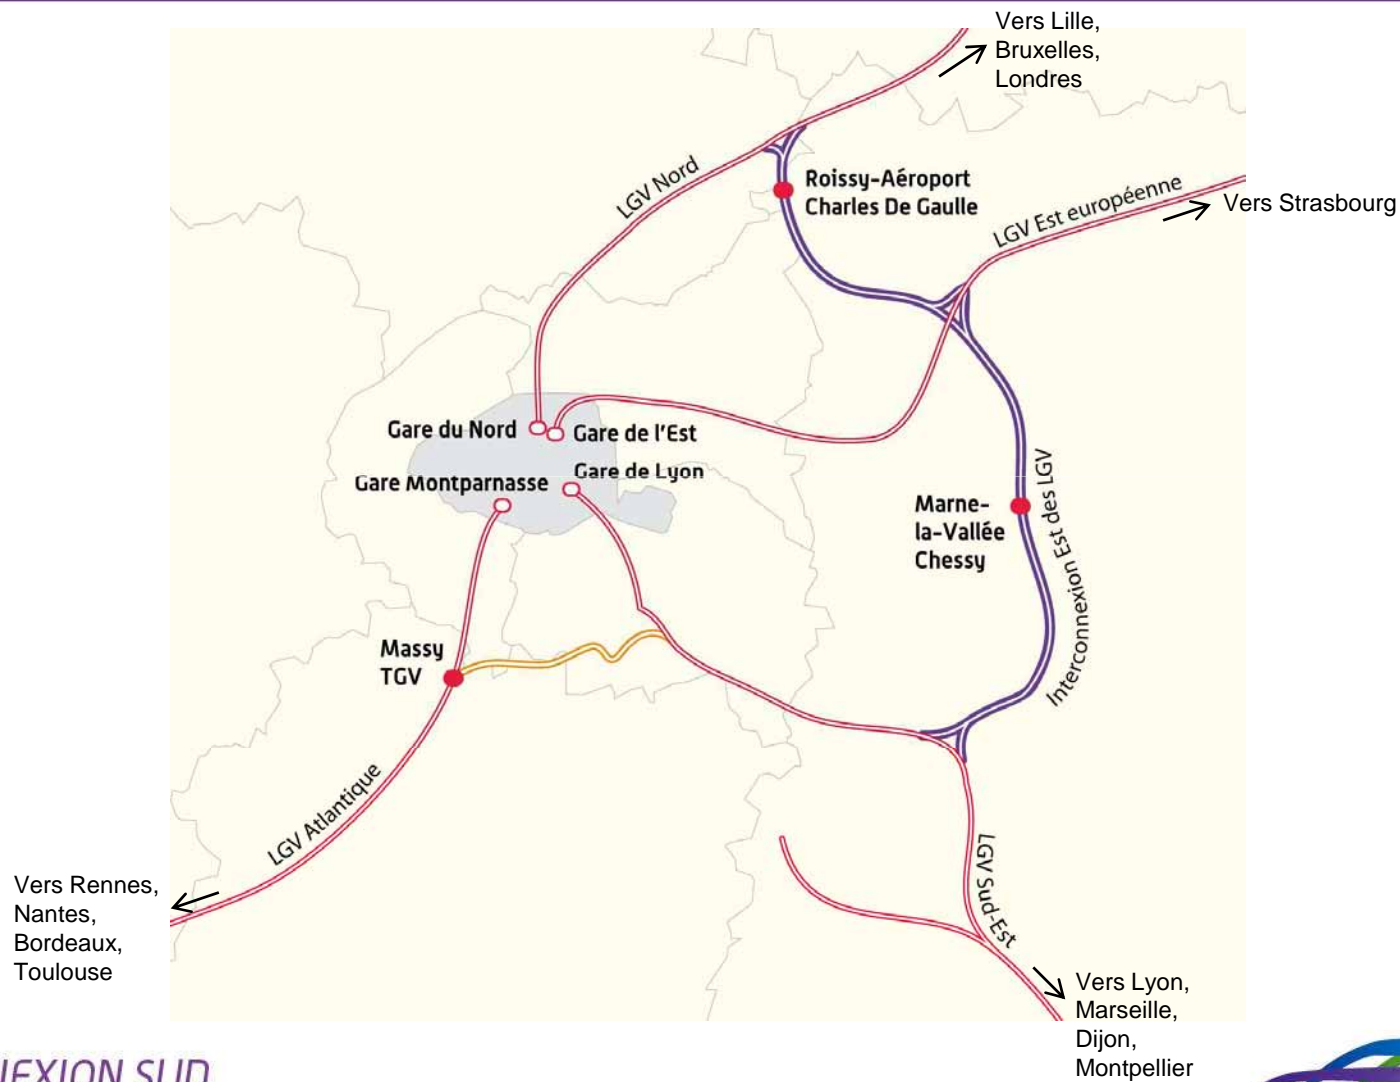 Vers Lille,
Bruxelles,
Londres
LGV Nord
Roissy-Aéroport
Charles De Gaulle
LGV Est européenne
Vers Strasbourg
Gare du Nord
Gare de l'Est
Gare de Lyon
Gare Montparnasse
Marne-
la-Vallée
Chessy
Interconnexion Est des LGV
Massy
TGV
LGV Atlantique
LGV Sud-Est
Vers Rennes,
Nantes,
Bordeaux,
Toulouse
Vers Lyon,
Marseille,
Dijon,
Montpellier
NEXION SUD